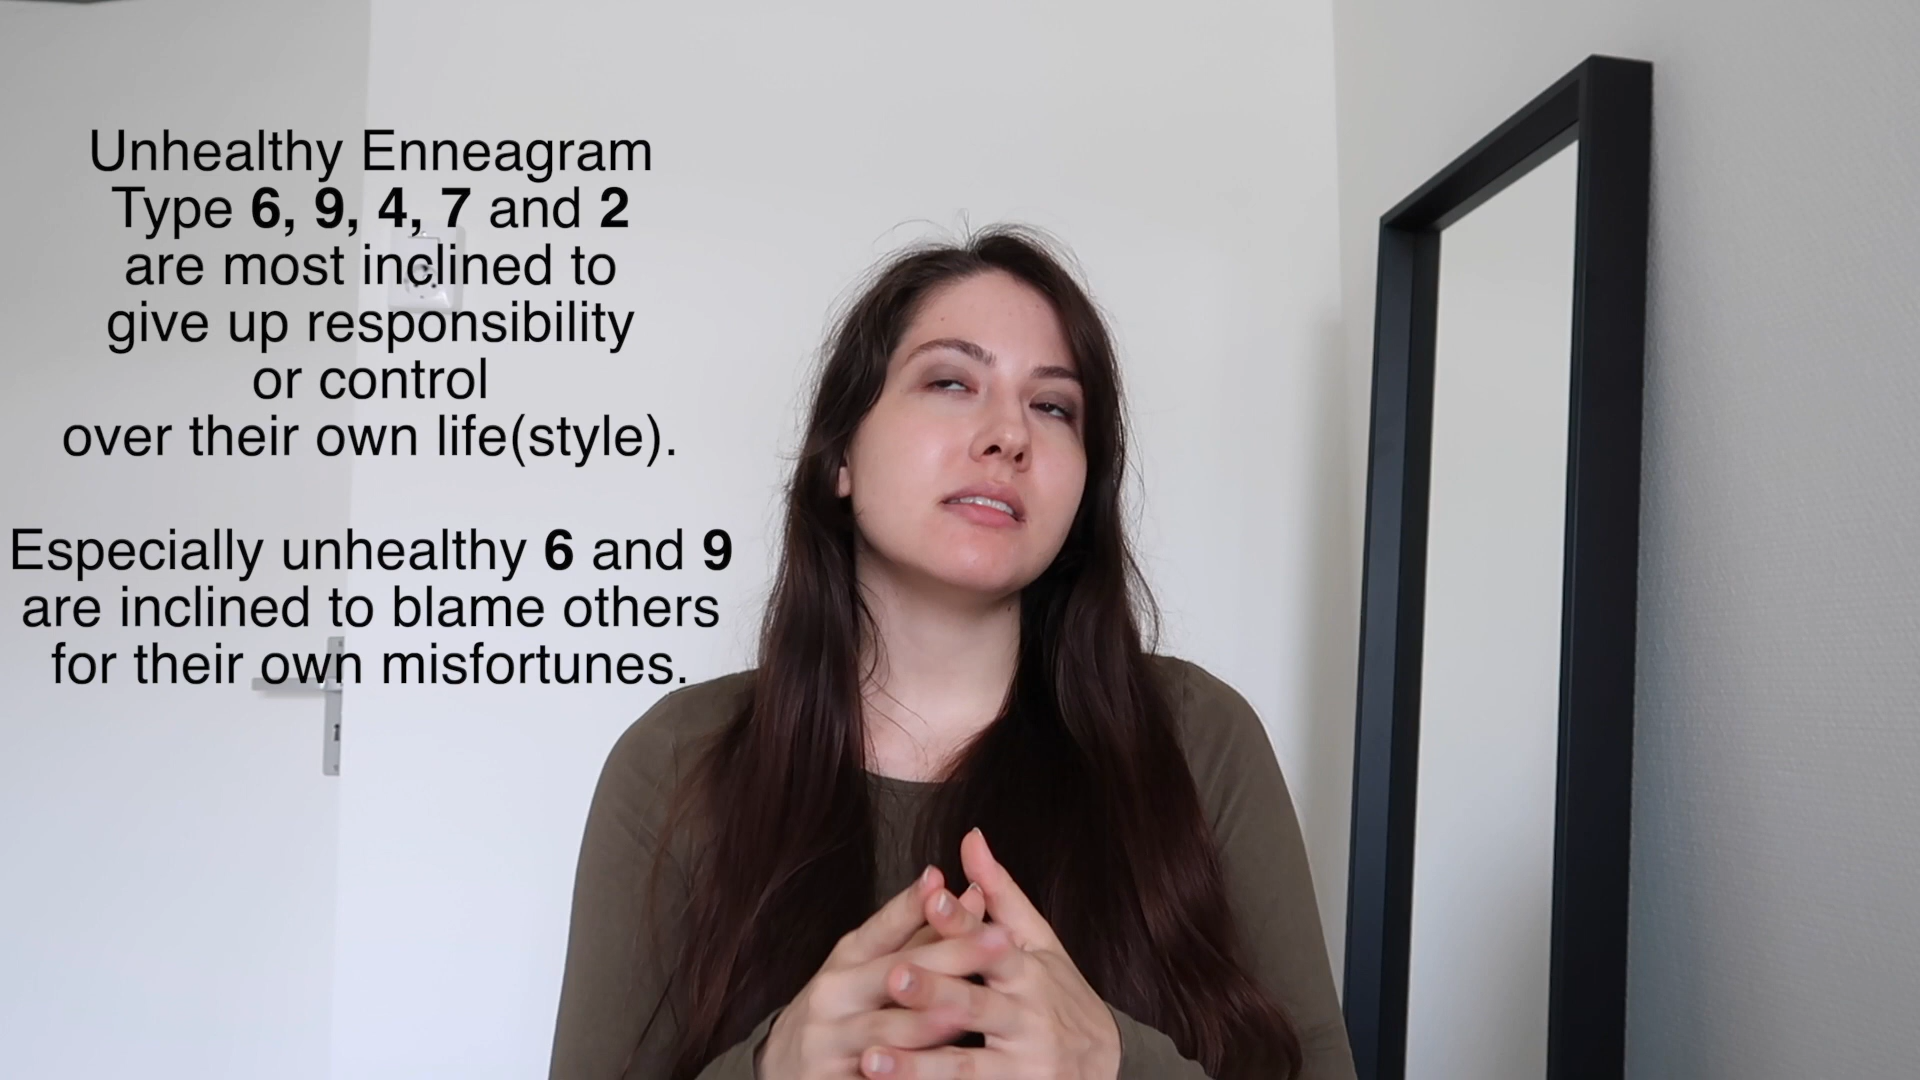 Unhealthy Enneagram
Type 6, 9, 4, 7 and 2
are most inclined to
give up responsibility
or control
over their own life(style).
Especially unhealthy 6 and 9
are inclined to blame others
for their own misfortunes.